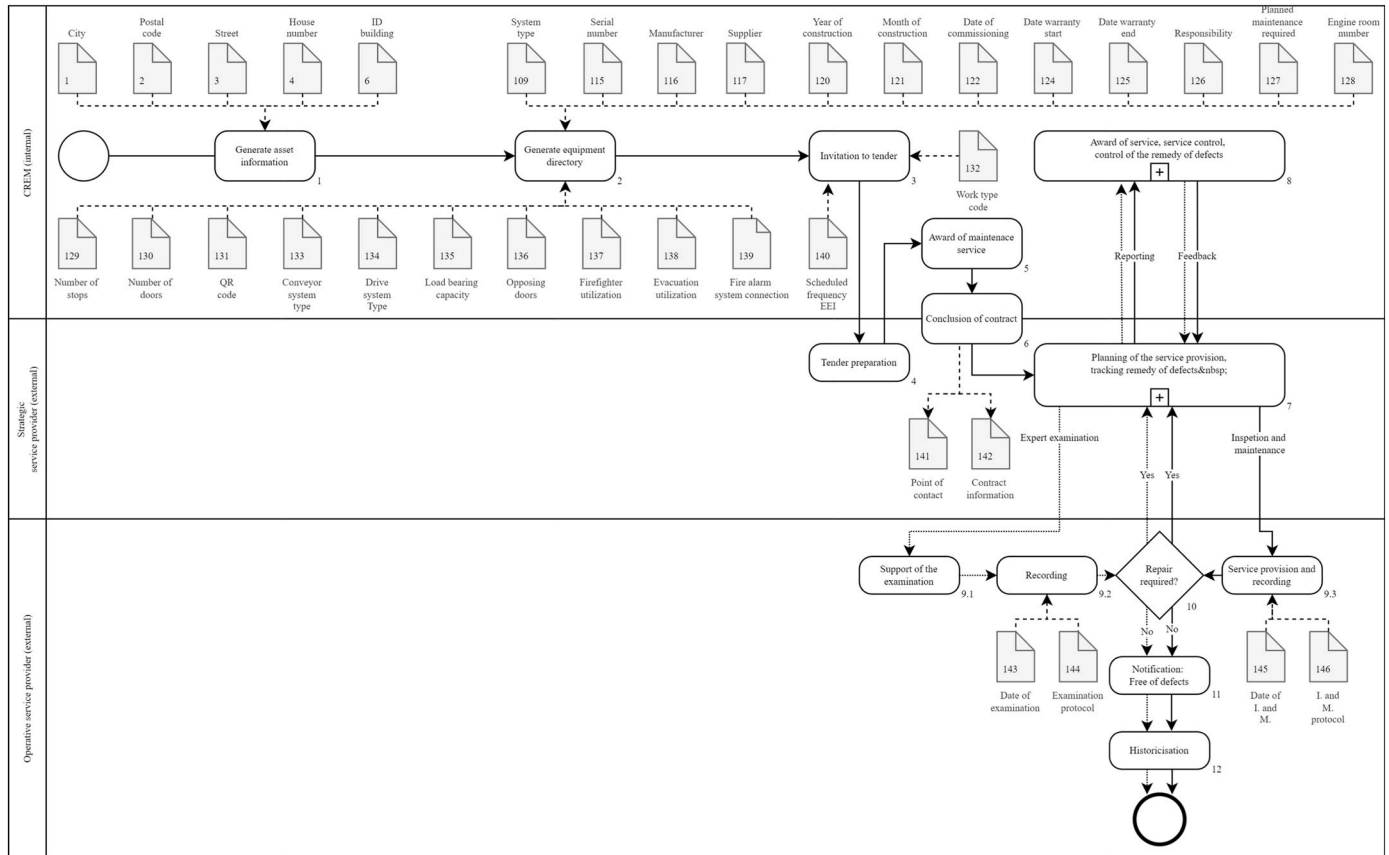 CREM (internal)
City
Postal
code
Street
House
number
ID
building
System
type
Serial
number
Manufacturer
Supplier
Year of
construction
Month of
construction
Date of
commissioning
Date warranty
start
Date warranty
end
Responsibility
Planned
maintenance
required
Engine room
number
1
2
3
4
6
109
115
116
117
120
121
122
124
125
126
127
128
Generate asset
information
1
Generate equipment
directory
2
Invitation to tender
3
132
Work type
code
Award of service, service control,
control of the remedy of defects
+
8
129
130
131
133
134
135
136
137
138
139
140
Number of
stops
Number of
doors
QR
code
Conveyor
system
type
Drive
system
Type
Load bearing
capacity
Opposing
doors
Firefighter
utilization
Evacuation
utilization
Fire alarm
system connection
Scheduled
frequency
EEI
Award of maintenace
service
5
Reporting
Feedback
Conclusion of contract
6
Strategic
service provider (external)
Tender preparation
4
Planning of the service provision,
tracking remedy of defects&nbsp;
+
7
141
142
Point of
contact
Contract
information
Expert examination
Inspetion and
maintenance
Yes
Yes
Operative service provider (external)
Support of the
examination
9.1
Recording
9.2
Repair
required?
10
Service provision and
recording
9.3
143
144
Date of
examination
Examination
protocol
No
No
145
146
Date of
I. and
M.
I. and
M.
protocol
Notification:
Free of defects
11
Historicisation
12